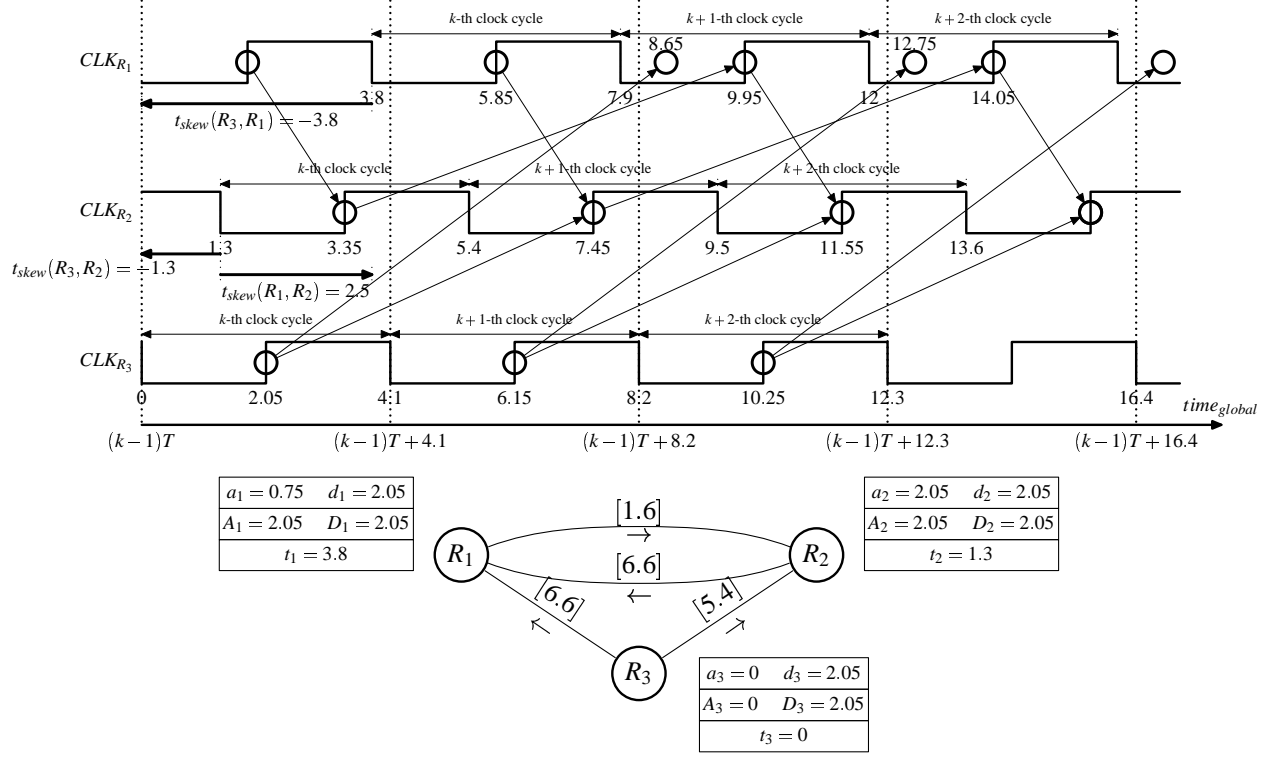 k-th clock cycle k+1-th clock cycle k+2-th clock cycle
8.65 12.75
CLK_{R_1}
3.8 5.85 7.9 9.95 12 14.05
t_{skew}(R_3,R_1) = −3.8
k-th clock cycle k+1-th clock cycle k+2-th clock cycle
CLK_{R_2}
1.3 3.35 5.4 7.45 9.5 11.55 13.6
t_{skew}(R_3,R_2) = −1.3
t_{skew}(R_1,R_2) = 2.5
k-th clock cycle k+1-th clock cycle k+2-th clock cycle
CLK_{R_3}
0 2.05 4.1 6.15 8.2 10.25 12.3 16.4
time_{global}
(k−1)T (k−1)T+4.1 (k−1)T+8.2 (k−1)T+12.3 (k−1)T+16.4
a_1 = 0.75 d_1 = 2.05
A_1 = 2.05 D_1 = 2.05
t_1 = 3.8
a_2 = 2.05 d_2 = 2.05
A_2 = 2.05 D_2 = 2.05
t_2 = 1.3
[1.6]
→
R_1 R_2
[6.6]
←
[6.6] [5.4]
← →
R_3
a_3 = 0 d_3 = 2.05
A_3 = 0 D_3 = 2.05
t_3 = 0